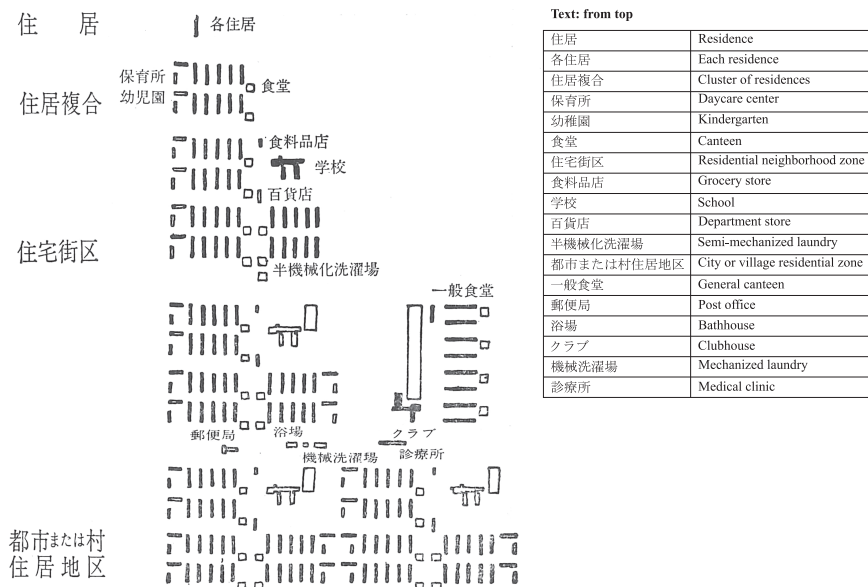 住 居
各住居
保育所
幼児園
食堂
住居複合
食料品店
学校
百貨店
住宅街区
半機械化洗濯場
一般食堂
郵便局
浴場
クラブ
機械洗濯場
診療所
都市または村
住居地区
Text: from top
住居 Residence
各住居 Each residence
住居複合 Cluster of residences
保育所 Daycare center
幼稚園 Kindergarten
食堂 Canteen
住宅街区 Residential neighborhood zone
食料品店 Grocery store
学校 School
百貨店 Department store
半機械化洗濯場 Semi-mechanized laundry
都市または村住居地区 City or village residential zone
一般食堂 General canteen
郵便局 Post office
浴場 Bathhouse
クラブ Clubhouse
機械洗濯場 Mechanized laundry
診療所 Medical clinic